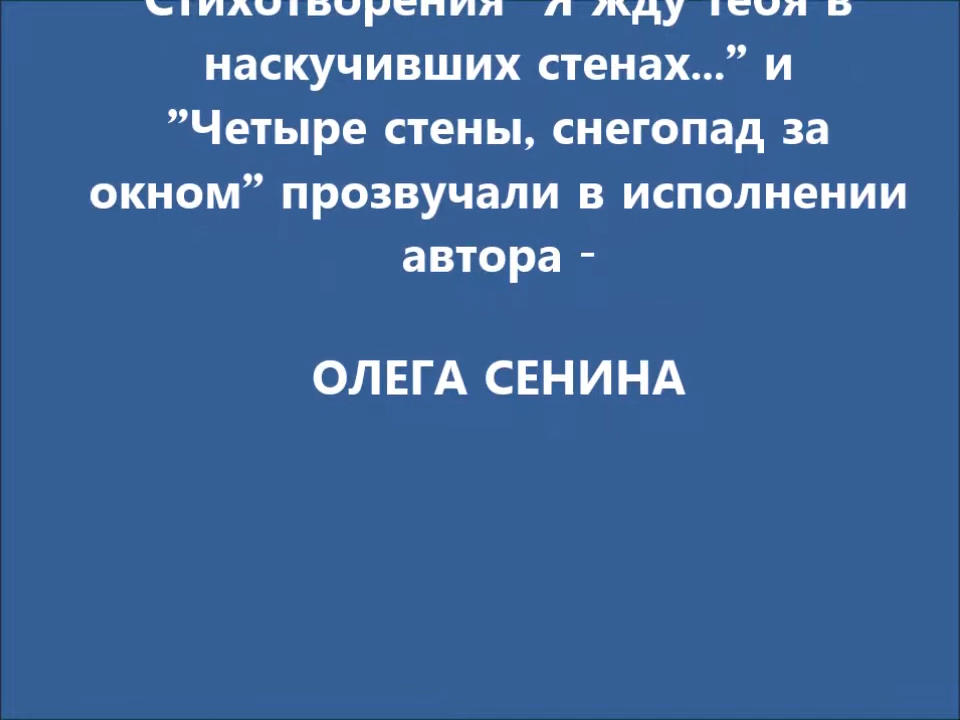 Стихотворения ”Я жду тебя в
наскучивших стенах...” и
”Четыре стены, снегопад за
окном” прозвучали в исполнении
автора -
ОЛЕГА СЕНИНА